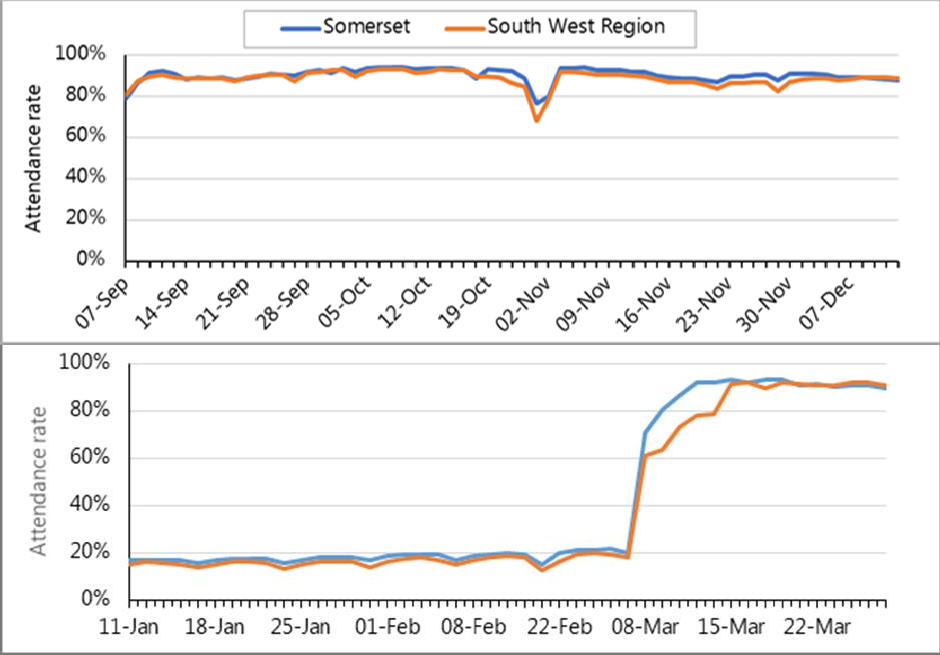 Somerset South West Region
100%
80%
60%
40%
20%
0%
Attendance rate
07-Sep 14-Sep 21-Sep 28-Sep 05-Oct 12-Oct 19-Oct 02-Nov 09-Nov 16-Nov 23-Nov 30-Nov 07-Dec
100%
80%
60%
40%
20%
0%
Attendance rate
11-Jan 18-Jan 25-Jan 01-Feb 08-Feb 22-Feb 08-Mar 15-Mar 22-Mar